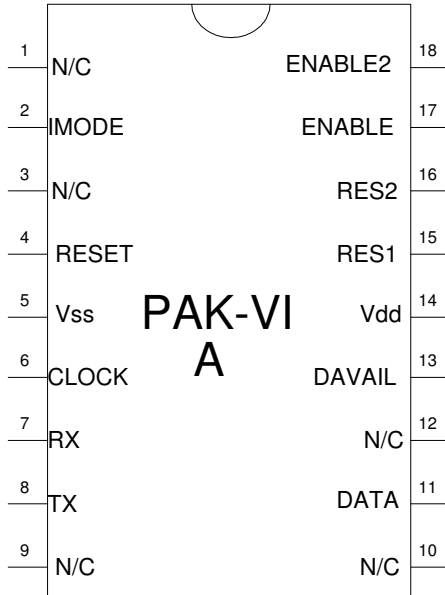 1 N/C ENABLE2 18
2 IMODE ENABLE 17
3 N/C RES2 16
4 RESET RES1 15
5 Vss PAK-VI Vdd 14
A
6 CLOCK DAVAIL 13
7 RX N/C 12
8 TX DATA 11
9 N/C N/C 10